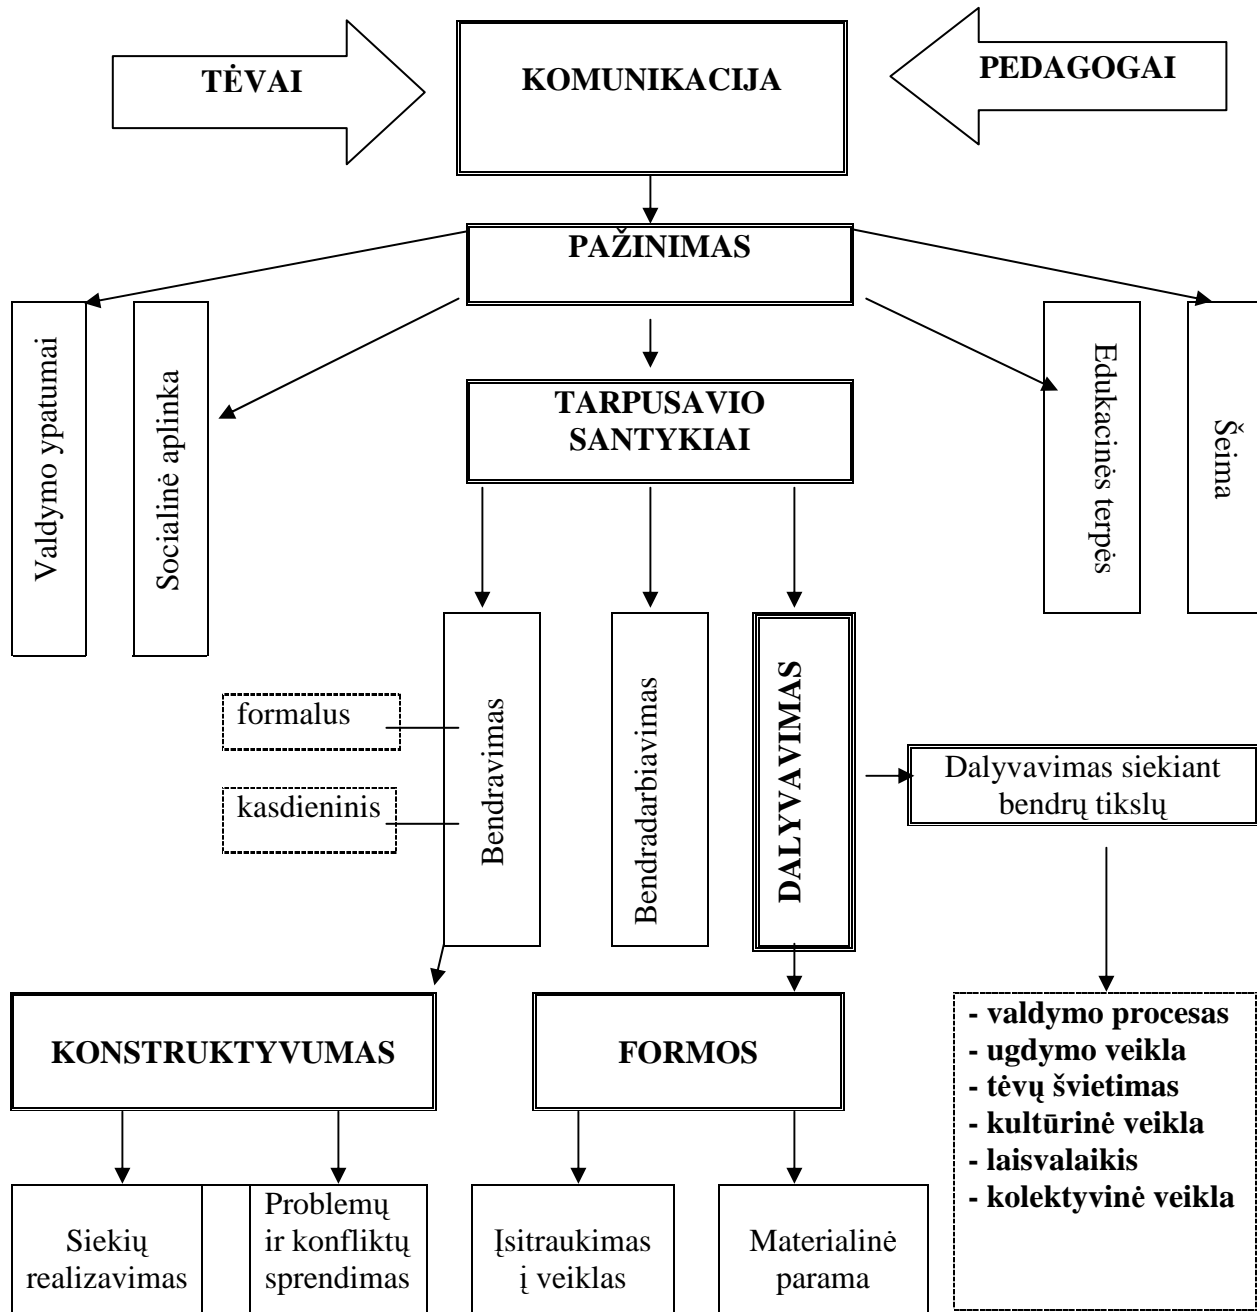 TĖVAI
KOMUNIKACIJA
PEDAGOGAI
PAŽINIMAS
Valdymo ypatumai
Socialinė aplinka
TARPUSAVIO
SANTYKIAI
Edukacinės terpės
Šeima
formalus
kasdieninis
Bendravimas
Bendradarbiavimas
DALYVAVIMAS
Dalyvavimas siekiant
bendrų tikslų
KONSTRUKTYVUMAS
FORMOS
- valdymo procesas
- ugdymo veikla
- tėvų švietimas
- kultūrinė veikla
- laisvalaikis
- kolektyvinė veikla
Siekių
realizavimas
Problemų
ir konfliktų
sprendimas
Įsitraukimas
į veiklas
Materialinė
parama